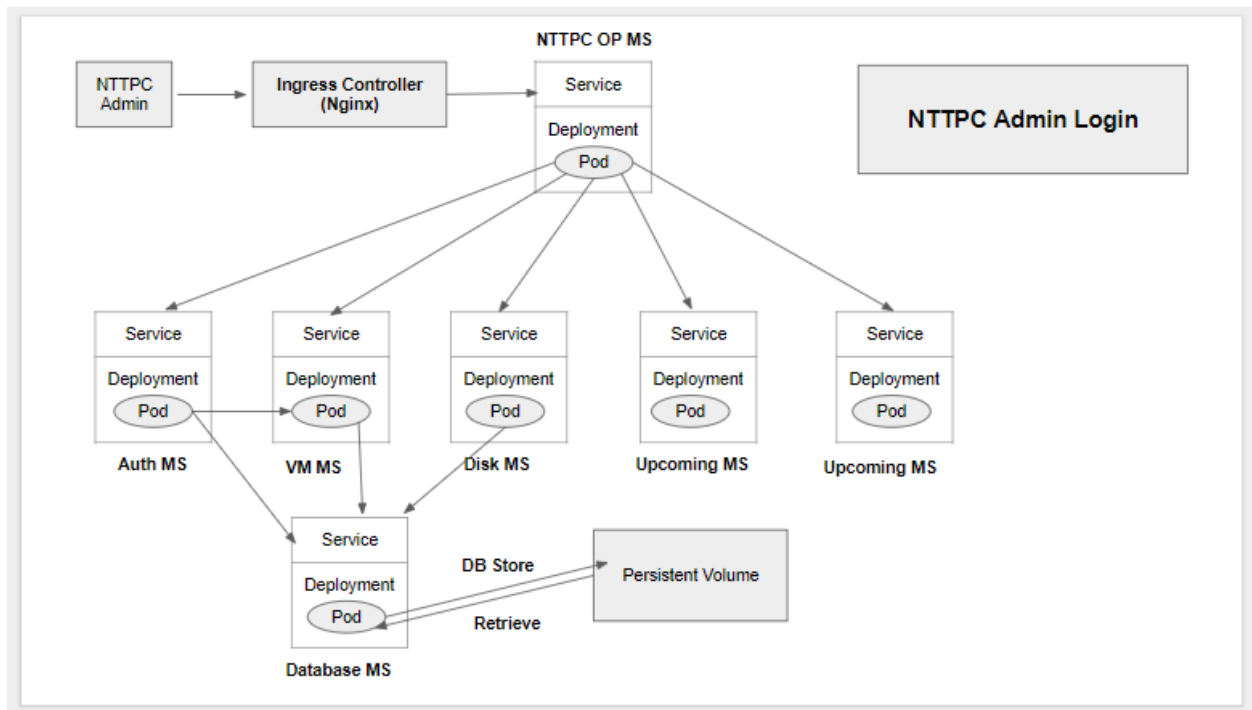 NTTPC OP MS
NTTPC
Admin
Ingress Controller
(Nginx)
Service
Deployment
Pod
NTTPC Admin Login
Service
Deployment
Pod
Auth MS
Service
Deployment
Pod
VM MS
Service
Deployment
Pod
Disk MS
Service
Deployment
Pod
Upcoming MS
Service
Deployment
Pod
Upcoming MS
Service
Deployment
Pod
Database MS
DB Store
Retrieve
Persistent Volume